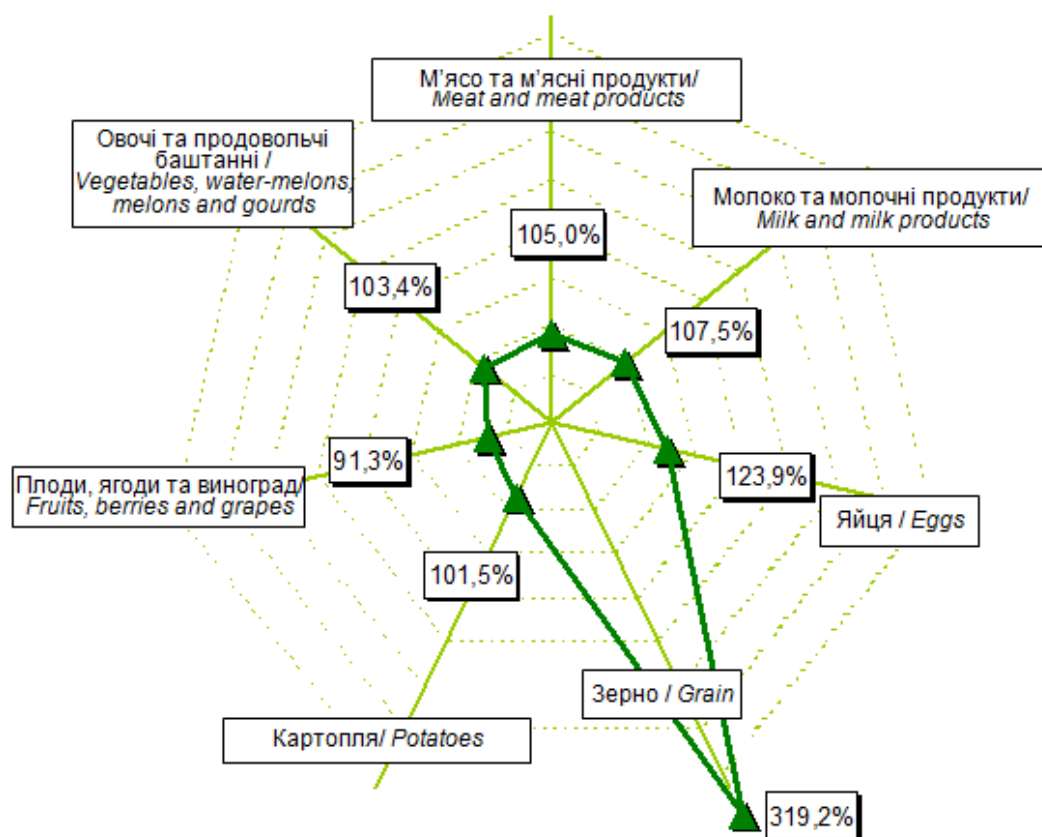 М'ясо та м'ясні продукти/
Meat and meat products
Овочі та продовольчі
баштанні /
Vegetables, water-melons,
melons and gourds
Молоко та молочні продукти/
Milk and milk products
105,0%
103,4%
107,5%
91,3%
123,9%
Плоди, ягоди та виноград/
Fruits, berries and grapes
Яйця / Eggs
101,5%
Зерно / Grain
Картопля/ Potatoes
319,2%